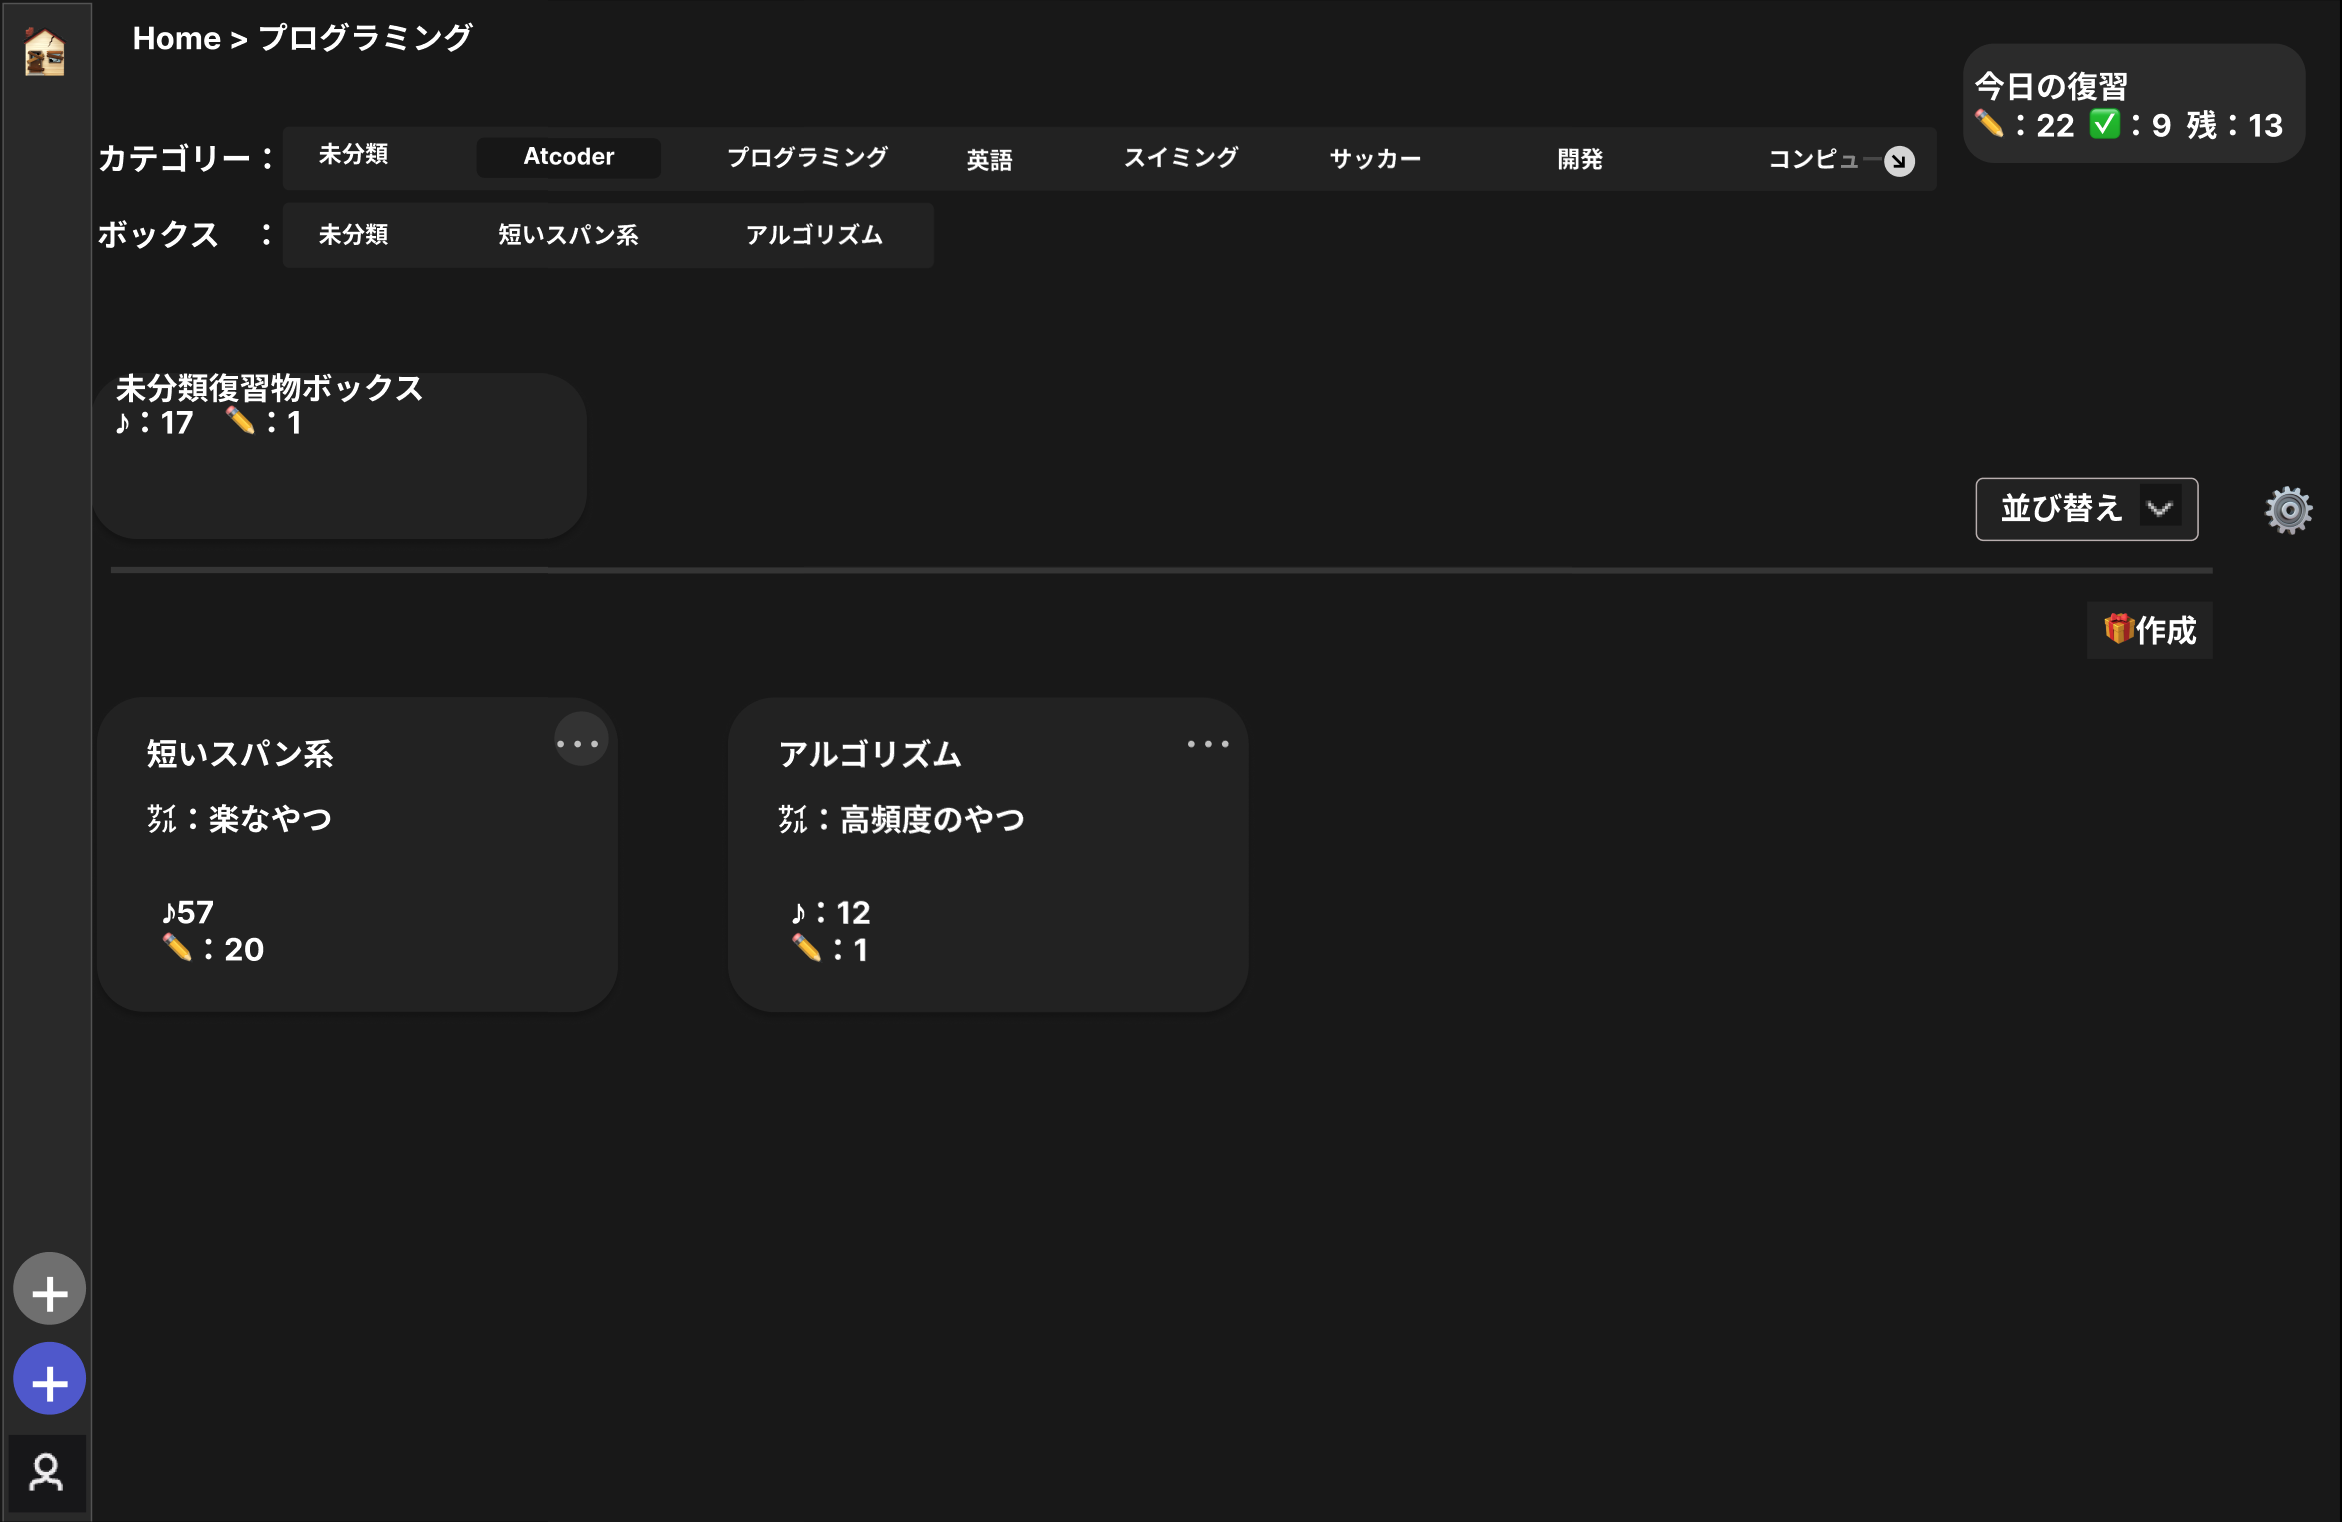 Home > プログラミング
今日の復習
✏️：22 ✅：9 残：13
カテゴリー： 未分類 Atcoder プログラミング 英語 スイミング サッカー 開発 コンピュー
ボックス ： 未分類 短いスパン系 アルゴリズム
未分類復習物ボックス
♪：17 ✏️：1
並び替え
🎁作成
短いスパン系
㌟：楽なやつ
♪57
✏️：20
アルゴリズム
㌟：高頻度のやつ
♪：12
✏️：1